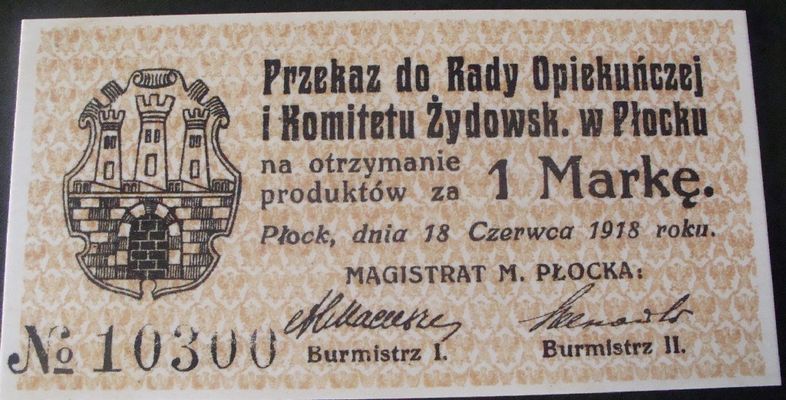 Przekaz do Rady Opiekuńczej
i Komitetu Żydowsk. w Płocku
na otrzymanie
produktów za 1 Markę.
Płock, dnia 18 Czerwca 1918 roku.
MAGISTRAT M. PŁOCKA:
Burmistrz I. Burmistrz II.
№ 10300